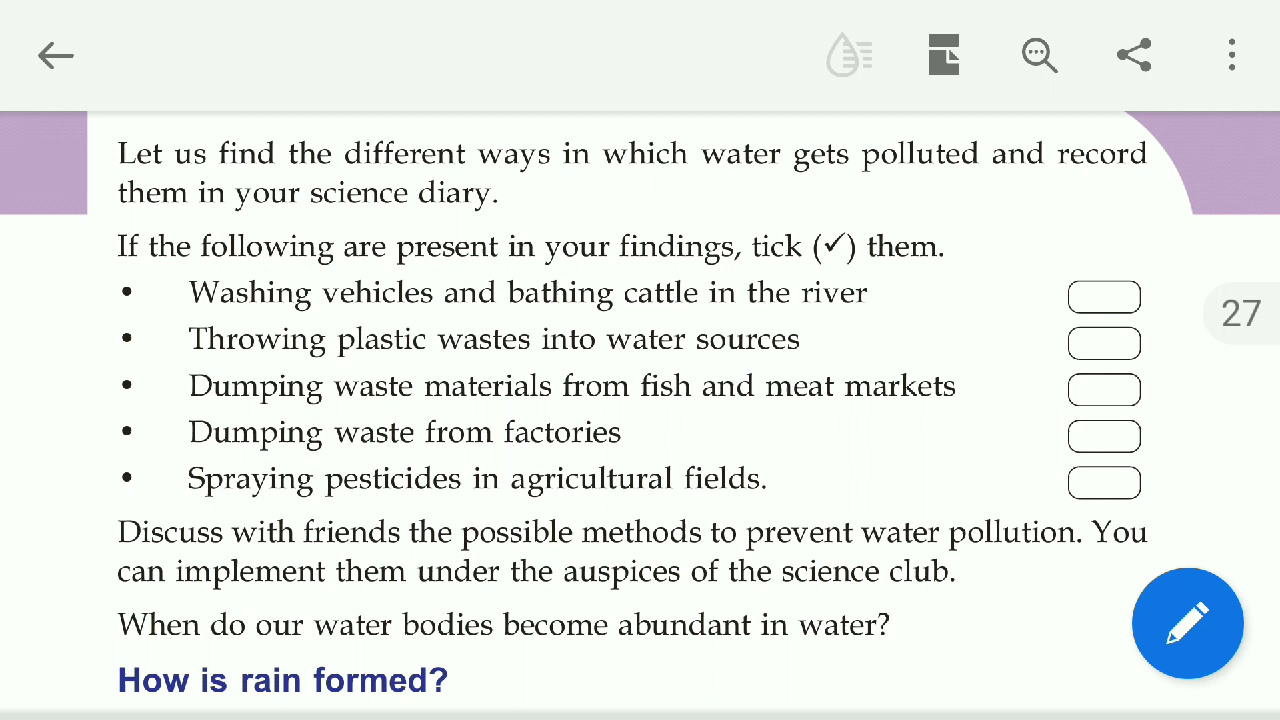 Let us find the different ways in which water gets polluted and record
them in your science diary.
If the following are present in your findings, tick (✓) them.
• Washing vehicles and bathing cattle in the river
• Throwing plastic wastes into water sources
27
• Dumping waste materials from fish and meat markets
• Dumping waste from factories
• Spraying pesticides in agricultural fields.
Discuss with friends the possible methods to prevent water pollution. You
can implement them under the auspices of the science club.
When do our water bodies become abundant in water?
How is rain formed?